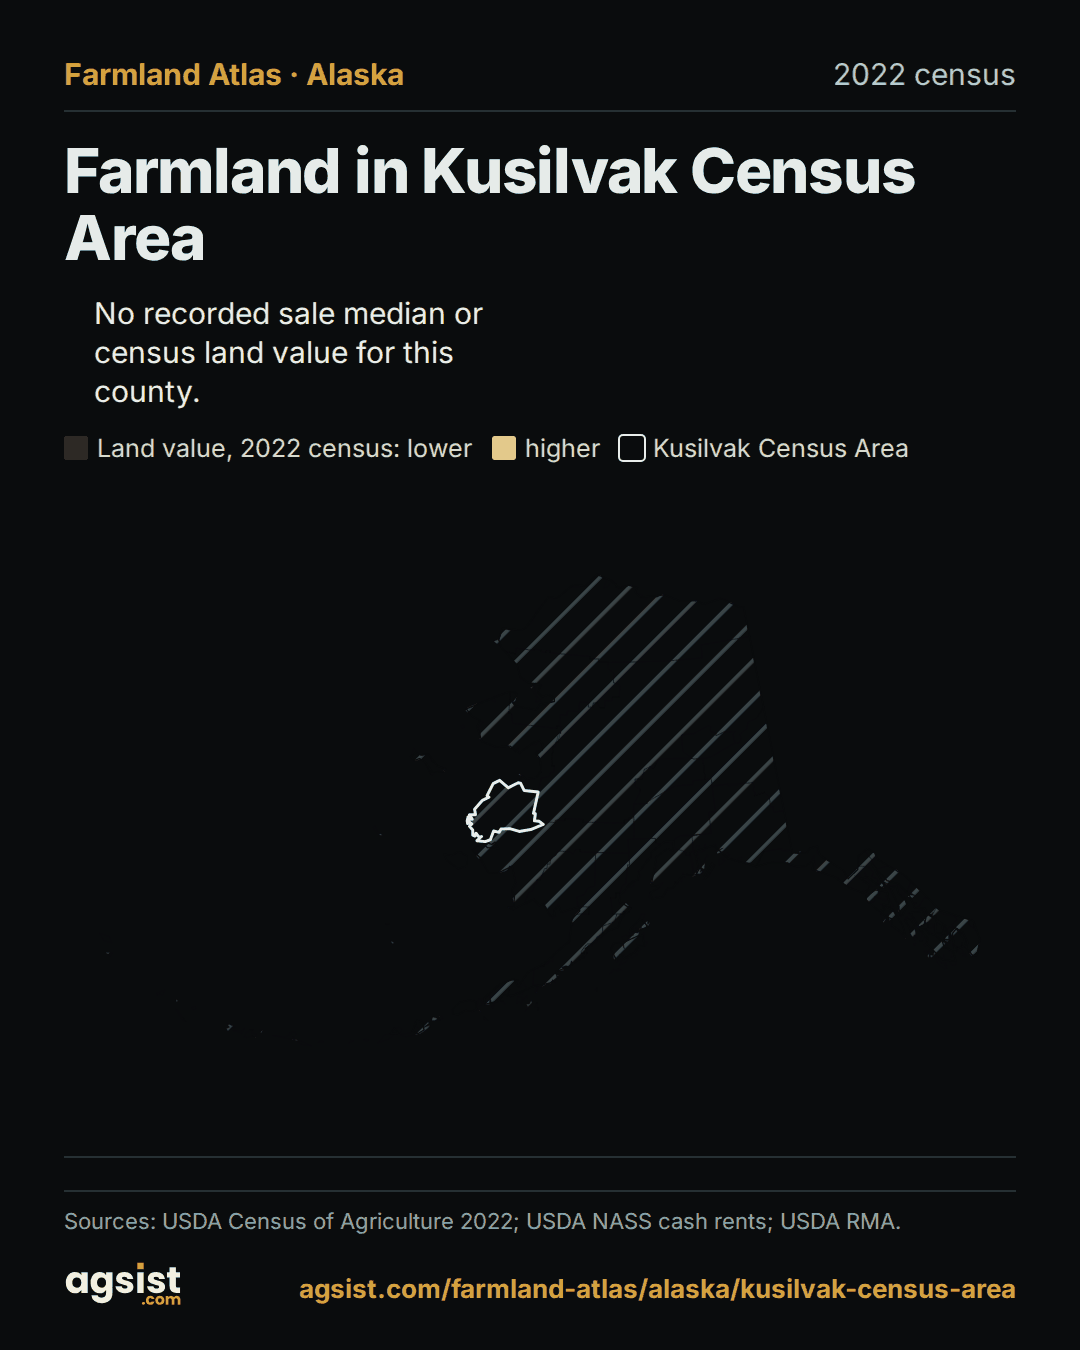 Farmland Atlas · Alaska
2022 census
Farmland in Kusilvak Census
Area
No recorded sale median or
census land value for this
county.
Land value, 2022 census: lower higher Kusilvak Census Area
Sources: USDA Census of Agriculture 2022; USDA NASS cash rents; USDA RMA.
agsist
.com
agsist.com/farmland-atlas/alaska/kusilvak-census-area